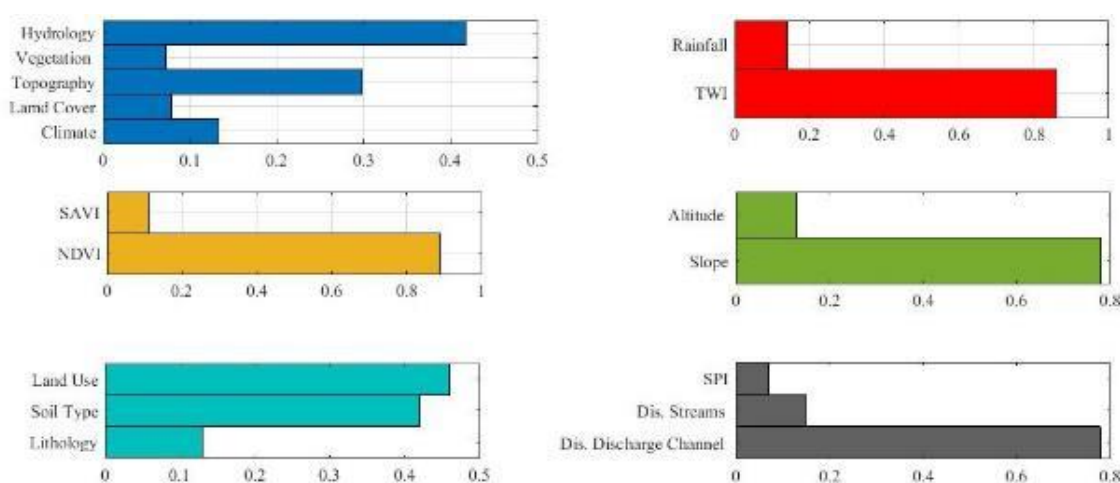 Hydrology
Vegetation
Topography
Lamd Cover
Climate
0 0.1 0.2 0.3 0.4 0.5
Rainfall
TWI
0 0.2 0.4 0.6 0.8 1
SAVI
NDVI
0 0.2 0.4 0.6 0.8 1
Altitude
Slope
0 0.2 0.4 0.6 0.8
Land Use
Soil Type
Lithology
0 0.1 0.2 0.3 0.4 0.5
SPI
Dis. Streams
Dis. Discharge Channel
0 0.2 0.4 0.6 0.8